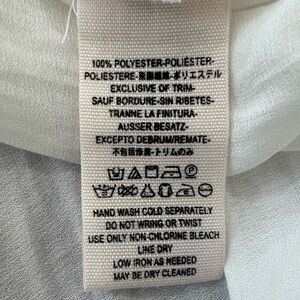 100% POLYESTER-POLIÉSTER-
POLIESTERE-聚酯纖維-ポリエステル
EXCLUSIVE OF TRIM-
SAUF BORDURE-SIN RIBETES-
TRANNE LA FINITURA-
AUSSER BESATZ-
EXCEPTO DEBRUM/REMATE-
不包括修裹-トリムのみ
HAND WASH COLD SEPARATELY
DO NOT WRING OR TWIST
USE ONLY NON-CHLORINE BLEACH
LINE DRY
LOW IRON AS NEEDED
MAY BE DRY CLEANED